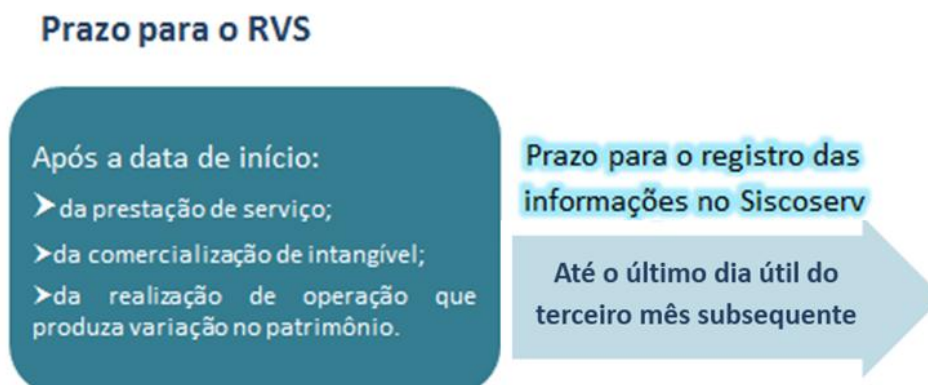 Prazo para o RVS
Após a data de início:
➤da prestação de serviço;
➤da comercialização de intangível;
➤da realização de operação que
produza variação no patrimônio.
Prazo para o registro das
informações no Siscoserv
Até o último dia útil do
terceiro mês subsequente